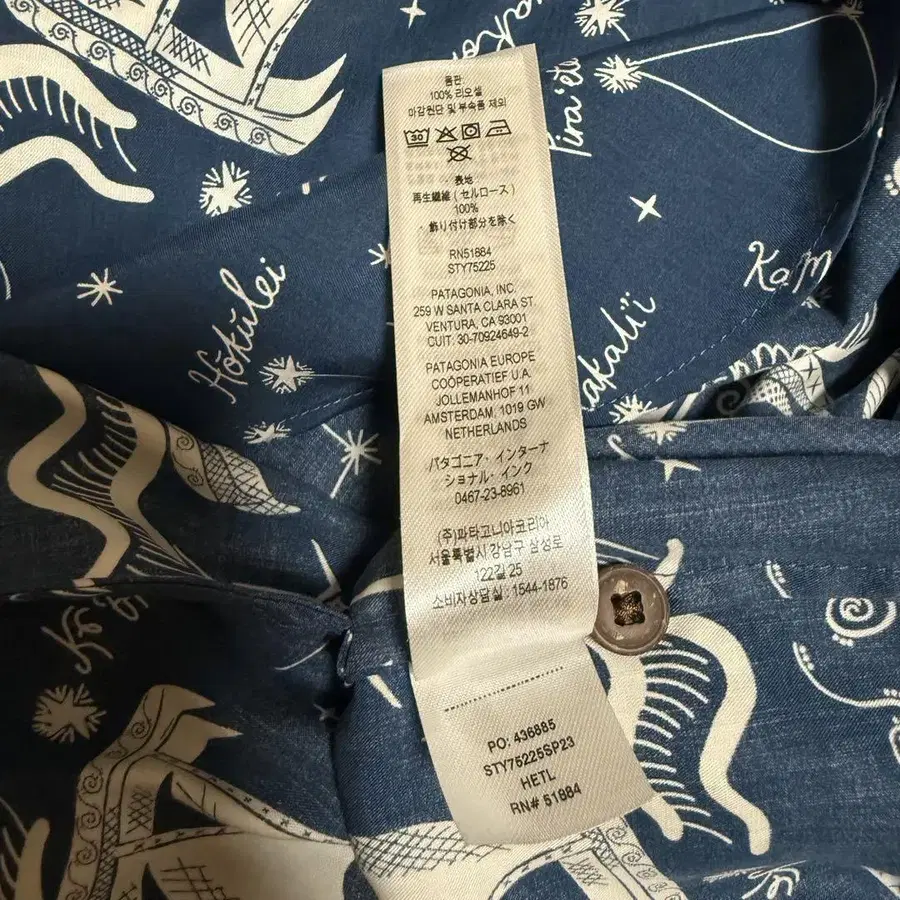 겉감:
100% 리오셀
마감원단 및 부속품 제외
30
表地
再生繊維 (セルロース)
100%
・飾り付け部分を除く
RN51884
STY75225
PATAGONIA, INC.
259 W SANTA CLARA ST.
VENTURA, CA 93001
CUIT: 30-70924649-2
PATAGONIA EUROPE
COÖPERATIEF U.A.
JOLLEMANHOF 11
AMSTERDAM, 1019 GW
NETHERLANDS
パタゴニア・インターナ
ショナル・インク
0467-23-8961
(주)파타고니아코리아
서울특별시 강남구 삼성로
122길 25
소비자상담실 : 1544-1876
PO: 436885
STY75225SP23
HETL
RN# 51884
Hōkūlei